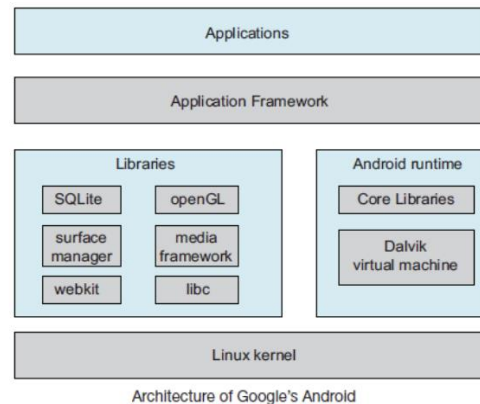 Applications
Application Framework
Libraries
SQLite
openGL
surface
manager
media
framework
webkit
libc
Android runtime
Core Libraries
Dalvik
virtual machine
Linux kernel
Architecture of Google's Android